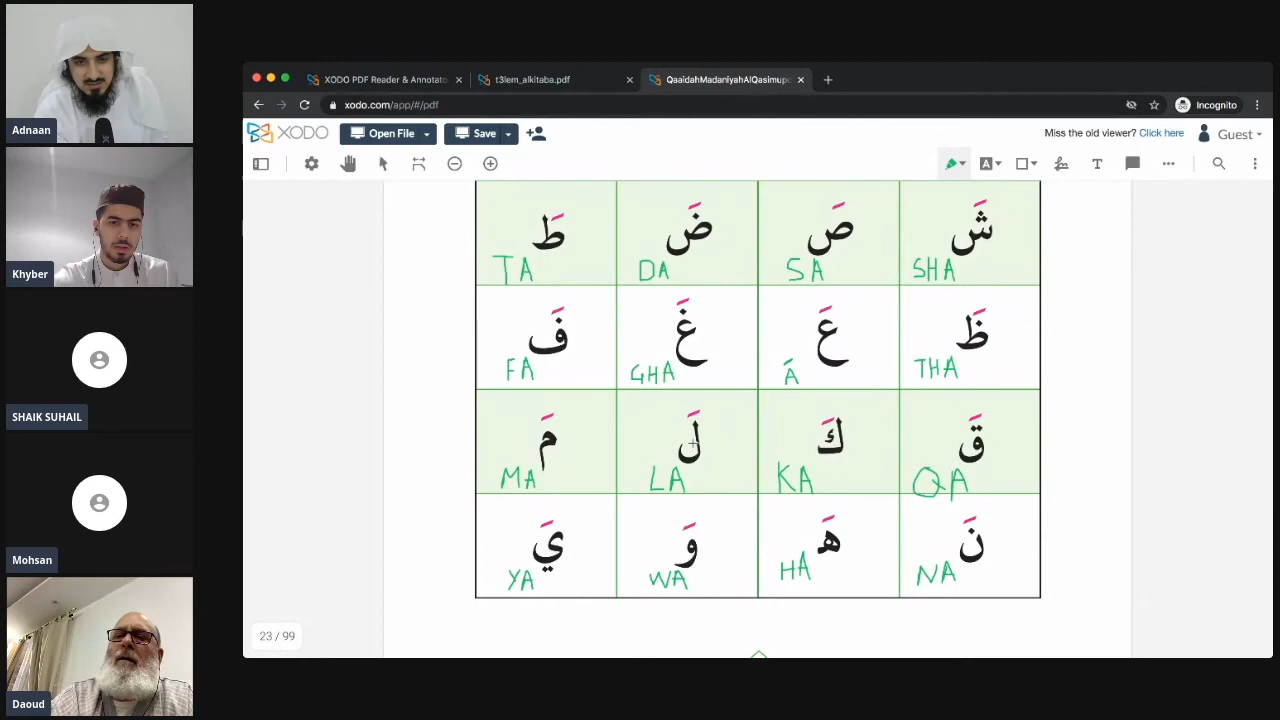 XODO PDF Reader & Annotato
t3lem_alkitaba.pdf
QaaidahMadaniyahAlQasimupd
xodo.com/app/#/pdf
Incognito
XODO
Open File
Save
Miss the old viewer? Click here
Guest
شَ صَ ضَ طَ
SHA SA DA TA
ظَ عَ غَ فَ
THA Á GHA FA
قَ كَ لَ مَ
QA KA LA MA
نَ هَ وَ يَ
NA HA WA YA
23 / 99
Adnaan
Khyber
SHAIK SUHAIL
Mohsan
Daoud